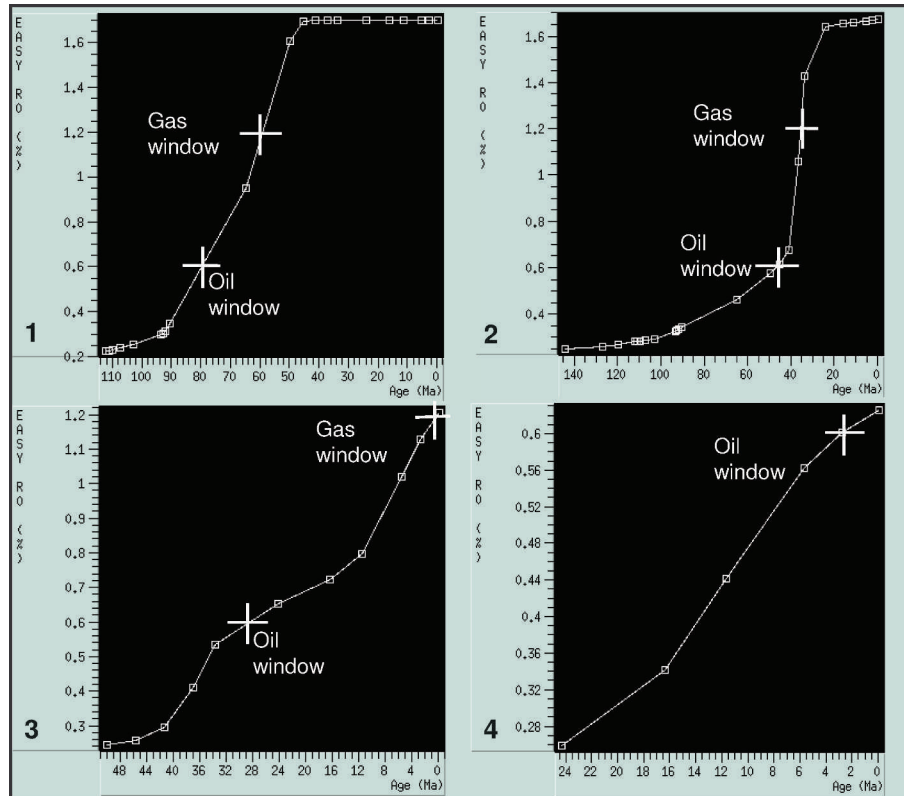 EASY RO (%)
1.6
1.4
1.2
1
0.8
0.6
0.4
0.2
Gas
window
Oil
window
1
110 100 90 80 70 60 50 40 30 20 10 0
Age (Ma)
EASY RO (%)
1.6
1.4
1.2
1
0.8
0.6
0.4
Gas
window
Oil
window
2
140 120 100 80 60 40 20 0
Age (Ma)
EASY RO (%)
1.2
1.1
1
0.9
0.8
0.7
0.6
0.5
0.4
0.3
Gas
window
Oil
window
3
48 44 40 36 32 28 24 20 16 12 8 4 0
Age (Ma)
EASY RO (%)
0.6
0.56
0.52
0.48
0.44
0.4
0.36
0.32
0.28
Oil
window
4
24 22 20 18 16 14 12 10 8 6 4 2 0
Age (Ma)